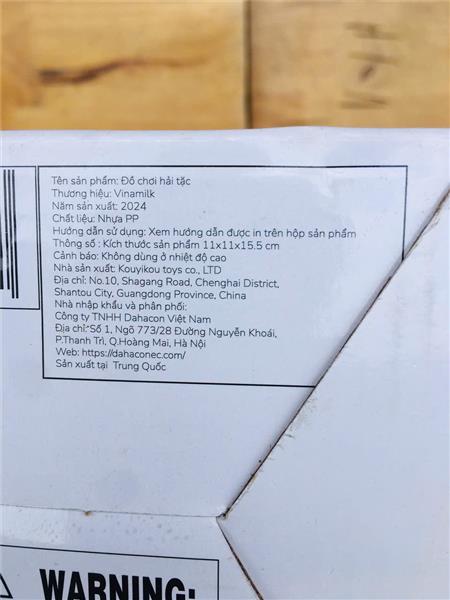 Tên sản phẩm: Đồ chơi hải tặc
Thương hiệu: Vinamilk
Năm sản xuất: 2024
Chất liệu: Nhựa PP
Hướng dẫn sử dụng: Xem hướng dẫn được in trên hộp sản phẩm
Thông số : Kích thước sản phẩm 11x11x15.5 cm
Cảnh báo: Không dùng ở nhiệt độ cao
Nhà sản xuất: Kouyikou toys co., LTD
Địa chỉ: No.10, Shagang Road, Chenghai District,
Shantou City, Guangdong Province, China
Nhà nhập khẩu và phân phối:
Công ty TNHH Dahacon Việt Nam
Địa chỉ: Số 1, Ngõ 773/28 Đường Nguyễn Khoái,
P.Thanh Trì, Q.Hoàng Mai, Hà Nội
Web: https://dahaconec.com/
Sản xuất tại Trung Quốc
WARNING: